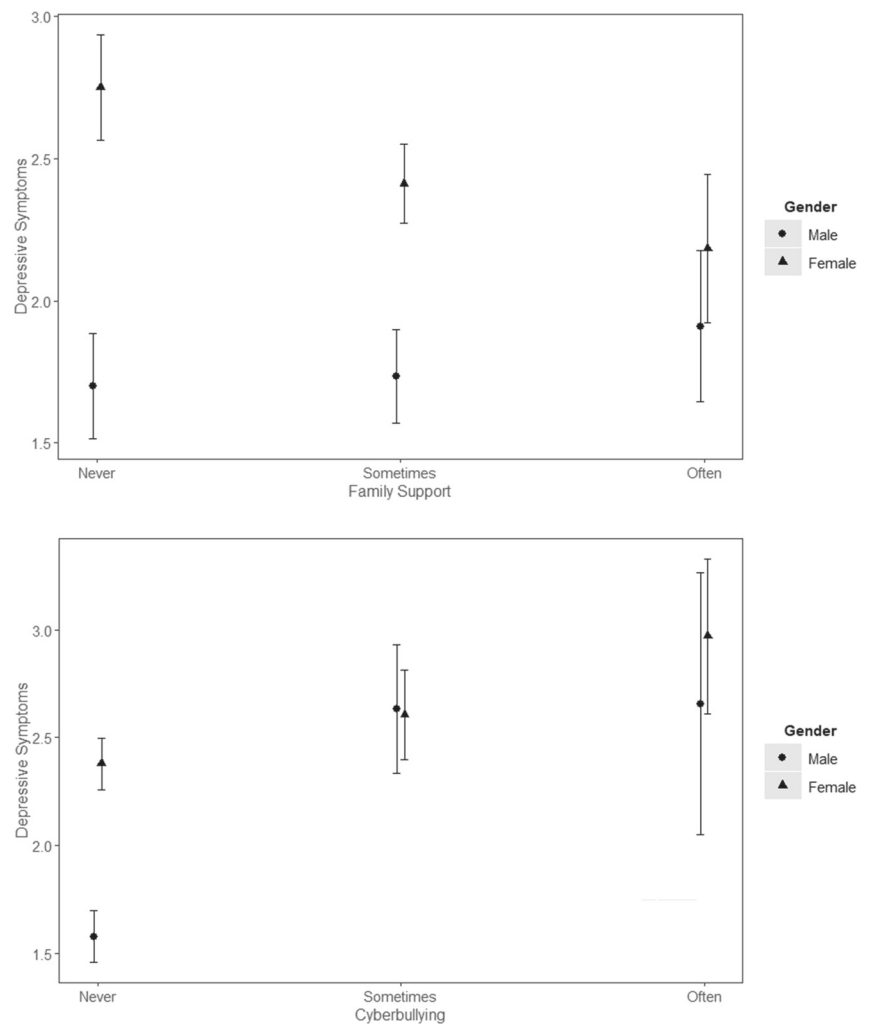 3.0
2.5
2.0
1.5
Depressive Symptoms
Never
Sometimes
Often
Family Support
Gender
Male
Female
3.0
2.5
2.0
1.5
Depressive Symptoms
Never
Sometimes
Often
Cyberbullying
Gender
Male
Female